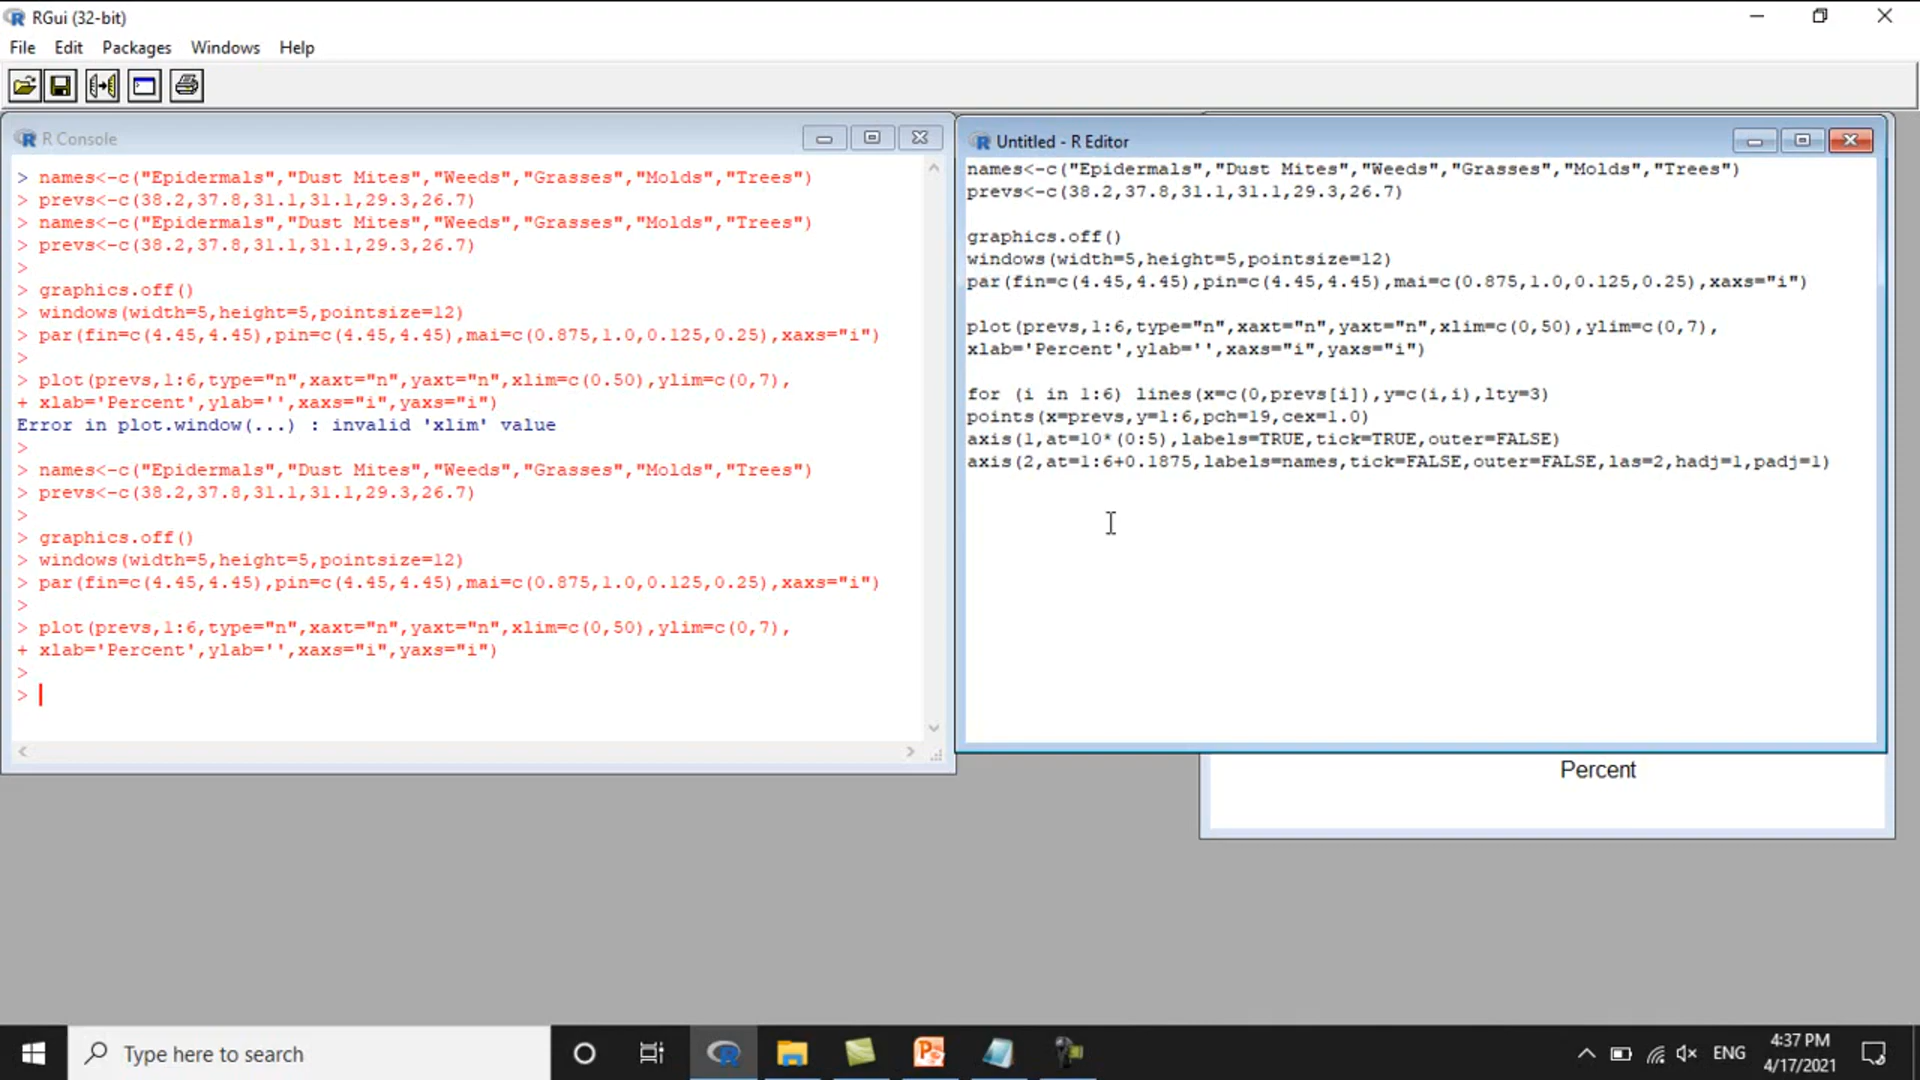 RGui (32-bit)
File Edit Packages Windows Help
R Console
> names<-c("Epidermals","Dust Mites","Weeds","Grasses","Molds","Trees")
> prevs<-c(38.2,37.8,31.1,31.1,29.3,26.7)
> names<-c("Epidermals","Dust Mites","Weeds","Grasses","Molds","Trees")
> prevs<-c(38.2,37.8,31.1,31.1,29.3,26.7)
>
> graphics.off()
> windows(width=5,height=5,pointsize=12)
> par(fin=c(4.45,4.45),pin=c(4.45,4.45),mai=c(0.875,1.0,0.125,0.25),xaxs="i")
>
> plot(prevs,1:6,type="n",xaxt="n",yaxt="n",xlim=c(0.50),ylim=c(0,7),
+ xlab='Percent',ylab='',xaxs="i",yaxs="i")
Error in plot.window(...) : invalid 'xlim' value
>
> names<-c("Epidermals","Dust Mites","Weeds","Grasses","Molds","Trees")
> prevs<-c(38.2,37.8,31.1,31.1,29.3,26.7)
>
> graphics.off()
> windows(width=5,height=5,pointsize=12)
> par(fin=c(4.45,4.45),pin=c(4.45,4.45),mai=c(0.875,1.0,0.125,0.25),xaxs="i")
>
> plot(prevs,1:6,type="n",xaxt="n",yaxt="n",xlim=c(0,50),ylim=c(0,7),
+ xlab='Percent',ylab='',xaxs="i",yaxs="i")
>
>
Untitled - R Editor
names<-c("Epidermals","Dust Mites","Weeds","Grasses","Molds","Trees")
prevs<-c(38.2,37.8,31.1,31.1,29.3,26.7)
graphics.off()
windows(width=5,height=5,pointsize=12)
par(fin=c(4.45,4.45),pin=c(4.45,4.45),mai=c(0.875,1.0,0.125,0.25),xaxs="i")
plot(prevs,1:6,type="n",xaxt="n",yaxt="n",xlim=c(0,50),ylim=c(0,7),
xlab='Percent',ylab='',xaxs="i",yaxs="i")
for (i in 1:6) lines(x=c(0,prevs[i]),y=c(i,i),lty=3)
points(x=prevs,y=1:6,pch=19,cex=1.0)
axis(1,at=10*(0:5),labels=TRUE,tick=TRUE,outer=FALSE)
axis(2,at=1:6+0.1875,labels=names,tick=FALSE,outer=FALSE,las=2,hadj=1,padj=1)
Percent
Type here to search
ENG
4:37 PM
4/17/2021